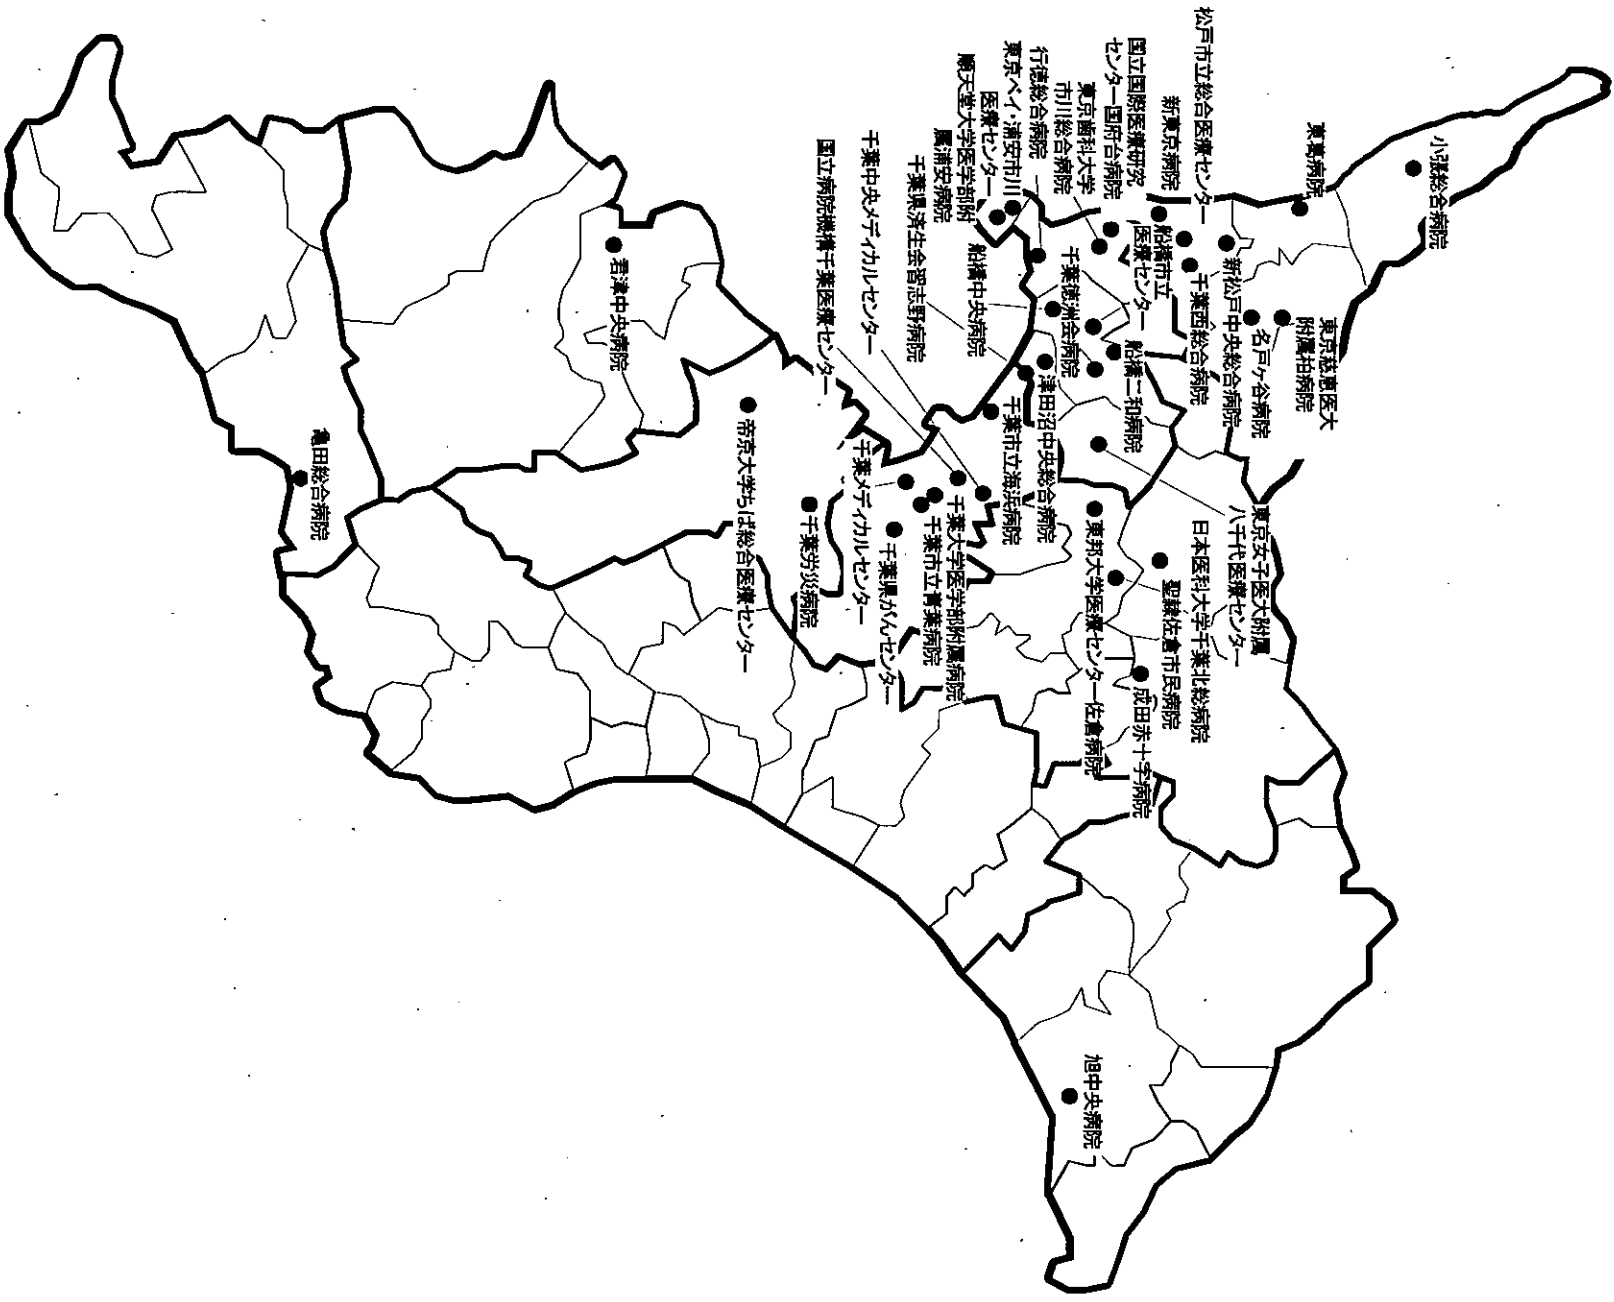 小張総合病院
東葛病院
東京慈恵医大
附属柏病院
名戸ヶ谷病院
新松戸中央総合病院
松戸市立総合医療センター
新東京病院
千葉西総合病院
国立国際医療研究
センター国府台病院
船橋市立
医療センター
東京歯科大学
市川総合病院
船橋二和病院
行徳総合病院
千葉徳洲会病院
東京ベイ・浦安市川
医療センター
順天堂大学医学部附
属浦安病院
船橋中央病院
千葉県済生会習志野病院
津田沼中央総合病院
千葉市立海浜病院
千葉中央メディカルセンター
国立病院機構千葉医療センター
東京女子医大附属
八千代医療センター
日本医科大学千葉北総病院
聖隷佐倉市民病院
成田赤十字病院
東邦大学医療センター佐倉病院
千葉大学医学部附属病院
千葉市立青葉病院
千葉県がんセンター
千葉メディカルセンター
千葉労災病院
帝京大学ちば総合医療センター
君津中央病院
亀田総合病院
旭中央病院